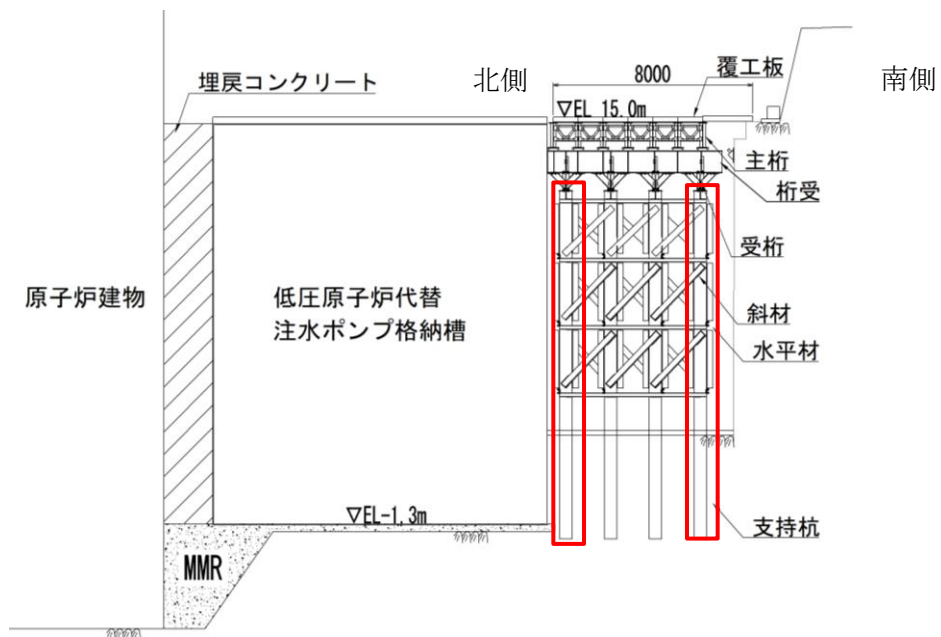 埋戻コンクリート
北側
8000
覆工板
南側
▽EL 15.0m
主桁
桁受
受桁
原子炉建物
低圧原子炉代替
注水ポンプ格納槽
斜材
水平材
▽EL-1.3m
支持杭
MMR